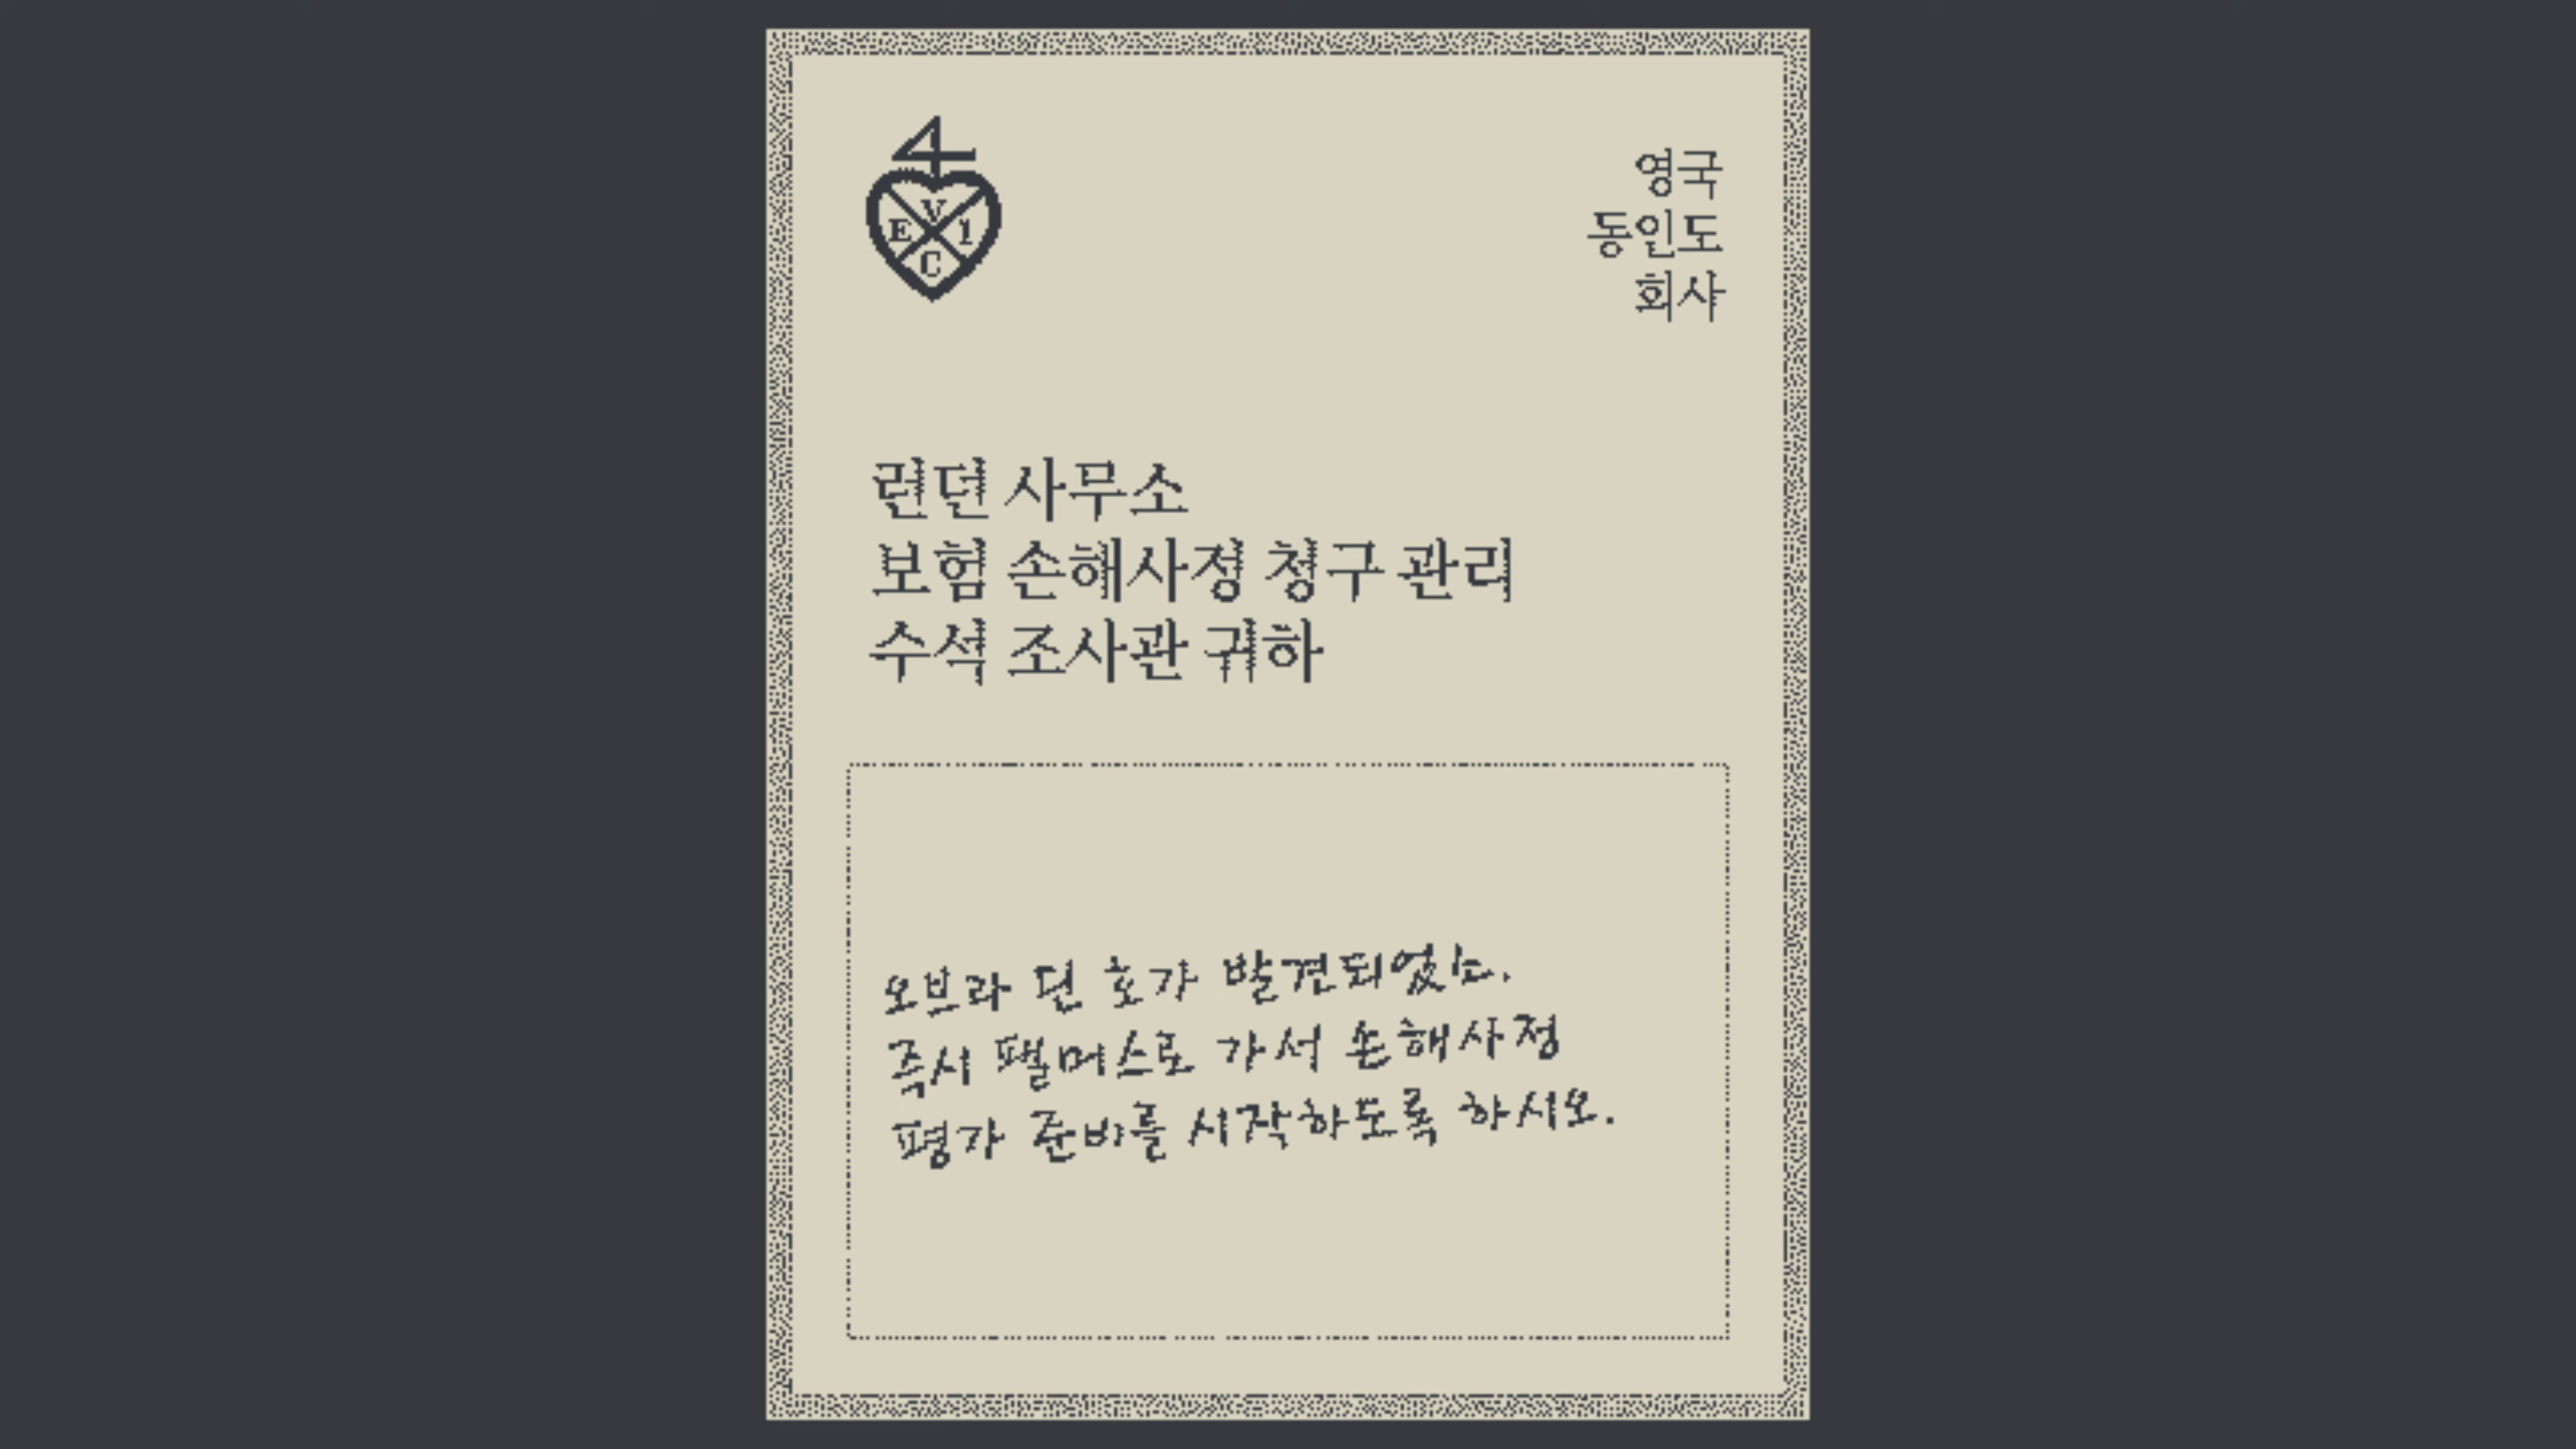 4
V
E 1
C
영국
동인도
회사
런던 사무소
보험 손해사정 청구 관리
수석 조사관 귀하
오브라 딘 호가 발견되었소.
즉시 팰머스로 가서 손해사정
평가 준비를 시작하도록 하시오.